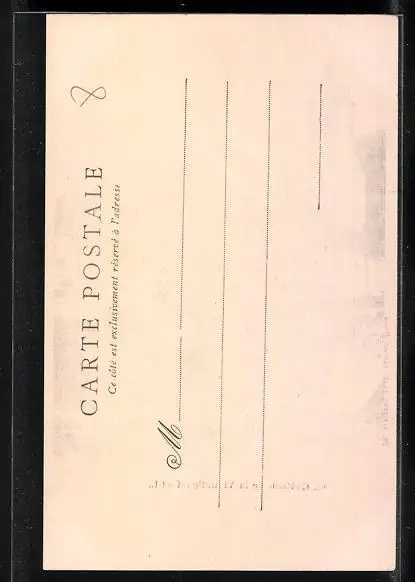 8
CARTE POSTALE
Ce côté est exclusivement réservé à l'adresse
M